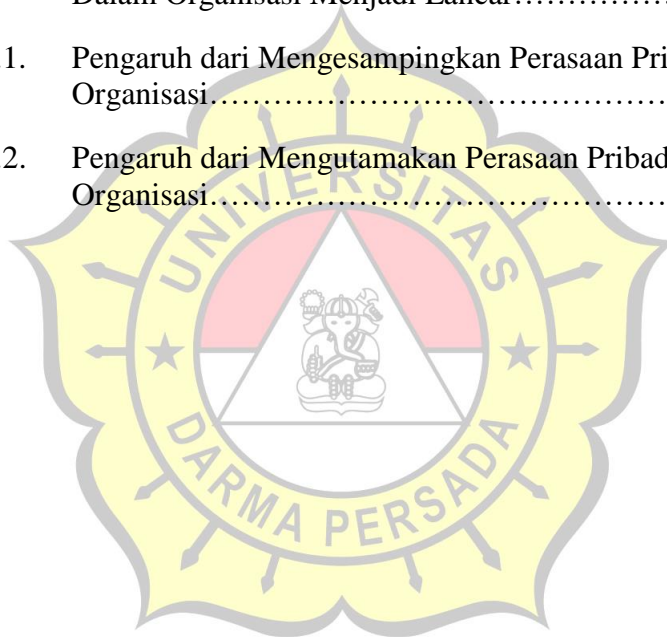 Dalam Organisasi Menjadi Lancar……………
.1. Pengaruh dari Mengesampingkan Perasaan Pri
Organisasi……………………………………
.2. Pengaruh dari Mengutamakan Perasaan Pribad
Organisasi……………………………………
UNIVERSITAS
DARMA PERSADA